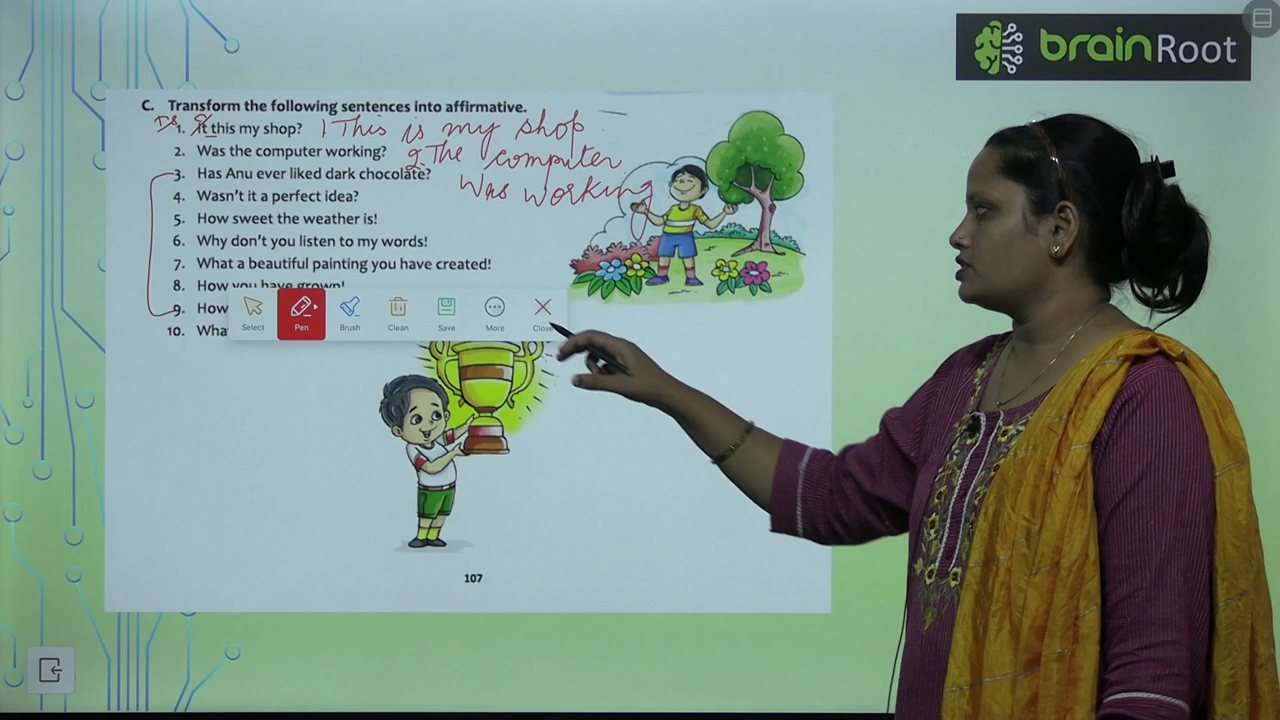 brainRoot
C. Transform the following sentences into affirmative.
Is
1. It this my shop? 1 This is my shop
2. Was the computer working? 2 The computer
3. Has Anu ever liked dark chocolate? was working
4. Wasn't it a perfect idea?
5. How sweet the weather is!
6. Why don't you listen to my words!
7. What a beautiful painting you have created!
8. How you have grown!
9. How
10. Wha
Select Pen Brush Clean Save More Close
107